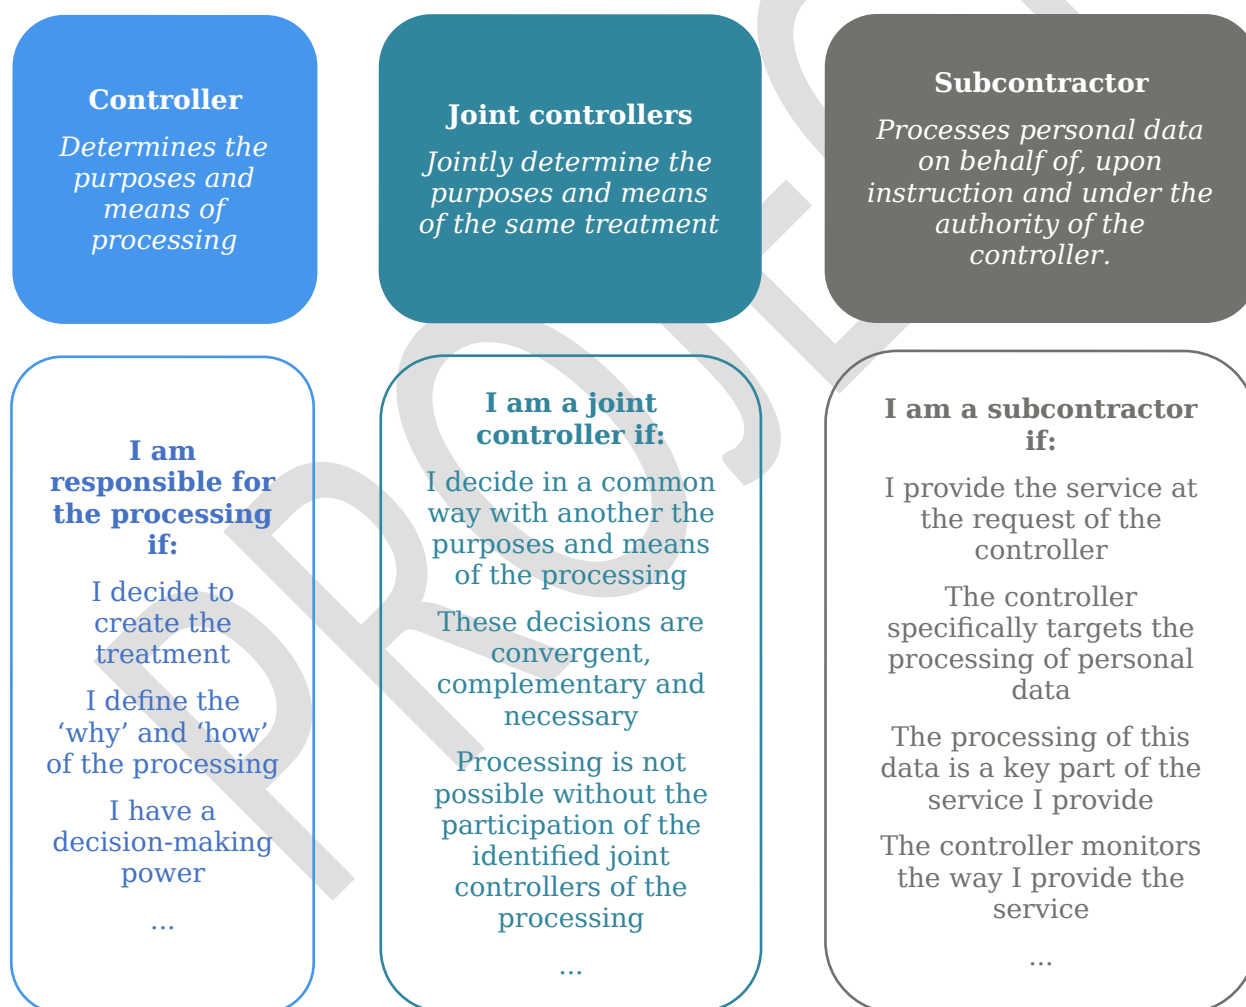 Controller
Determines the
purposes and
means of
processing
Joint controllers
Jointly determine the
purposes and means
of the same treatment
Subcontractor
Processes personal data
on behalf of, upon
instruction and under the
authority of the
controller.
I am
responsible for
the processing
if:
I decide to
create the
treatment
I define the
‘why’ and ‘how’
of the processing
I have a
decision-making
power
...
I am a joint
controller if:
I decide in a common
way with another the
purposes and means
of the processing
These decisions are
convergent,
complementary and
necessary
Processing is not
possible without the
participation of the
identified joint
controllers of the
processing
...
I am a subcontractor
if:
I provide the service at
the request of the
controller
The controller
specifically targets the
processing of personal
data
The processing of this
data is a key part of the
service I provide
The controller monitors
the way I provide the
service
...
PROJE